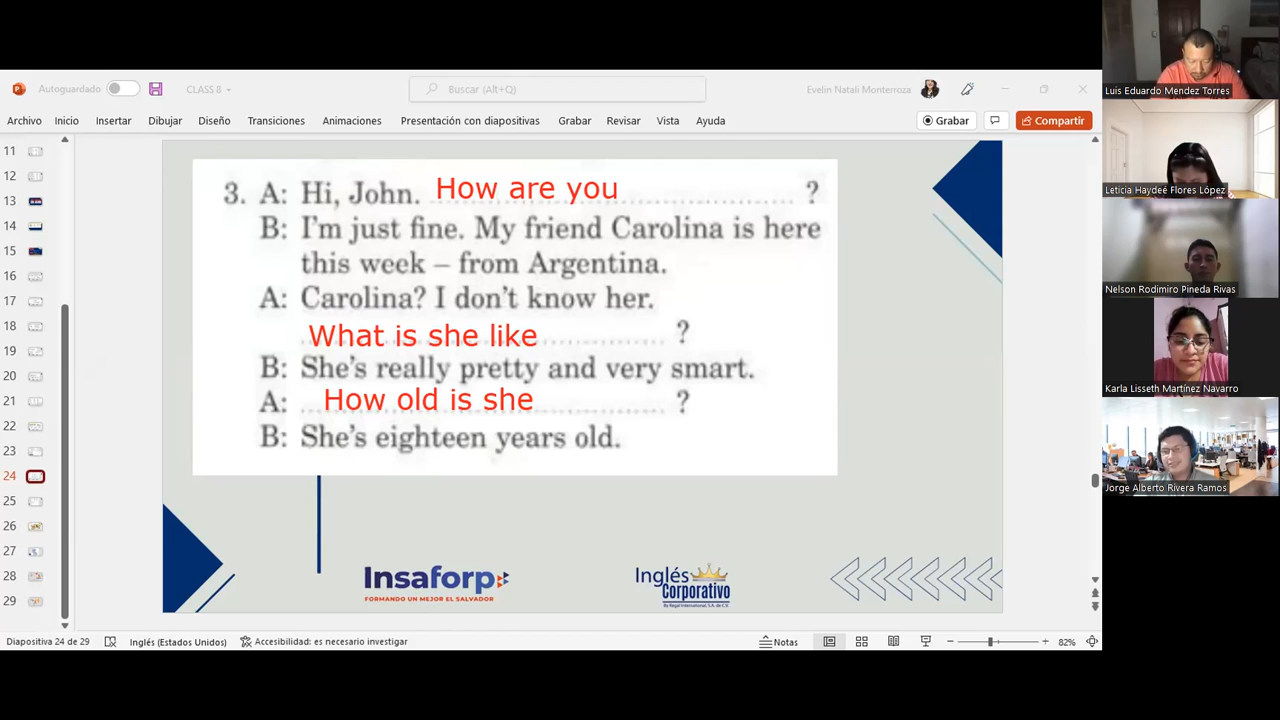 Autoguardado
CLASS 8
Buscar (Alt+Q)
Evelin Natali Monterroza
Archivo Inicio Insertar Dibujar Diseño Transiciones Animaciones Presentación con diapositivas Grabar Revisar Vista Ayuda
Grabar
Compartir
11
12
13
14
15
16
17
18
19
20
21
22
23
24
25
26
27
28
29
3. A: Hi, John. How are you ?
B: I'm just fine. My friend Carolina is here
this week – from Argentina.
A: Carolina? I don't know her.
What is she like ?
B: She's really pretty and very smart.
A: How old is she ?
B: She's eighteen years old.
Insaforp
FORMANDO UN MEJOR EL SALVADOR
Inglés
Corporativo
By Regal International, S.A. de C.V.
Diapositiva 24 de 29
Inglés (Estados Unidos)
Accesibilidad: es necesario investigar
Notas
82%
Luis Eduardo Mendez Torres
Leticia Haydeé Flores López
Nelson Rodimiro Pineda Rivas
Karla Lisseth Martínez Navarro
Jorge Alberto Rivera Ramos